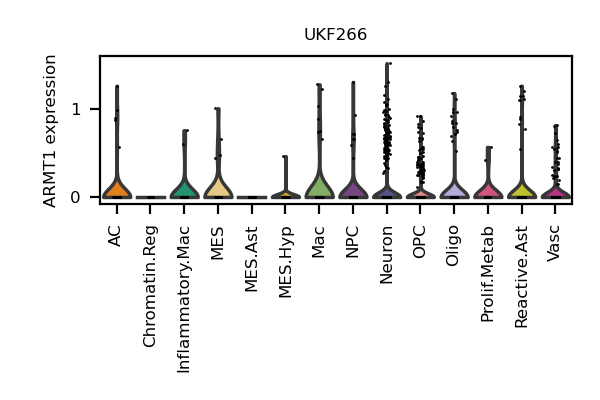 UKF266
ARMT1 expression
1
0
AC
Chromatin.Reg
Inflammatory.Mac
MES
MES.Ast
MES.Hyp
Mac
NPC
Neuron
OPC
Oligo
Prolif.Metab
Reactive.Ast
Vasc